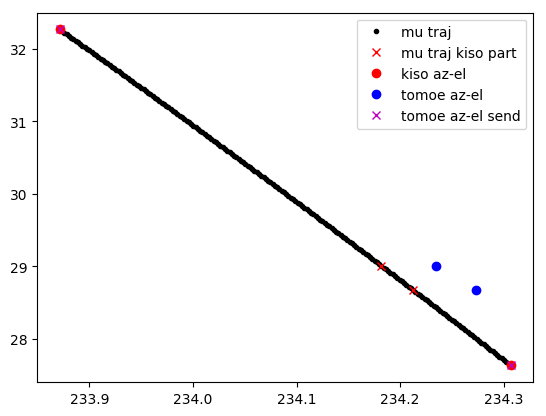 32
31
30
29
28
233.9
234.0
234.1
234.2
234.3
mu traj
mu traj kiso part
kiso az-el
tomoe az-el
tomoe az-el send